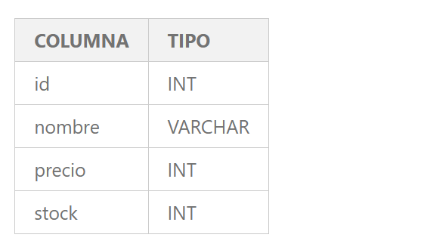 COLUMNA TIPO
id INT
nombre VARCHAR
precio INT
stock INT